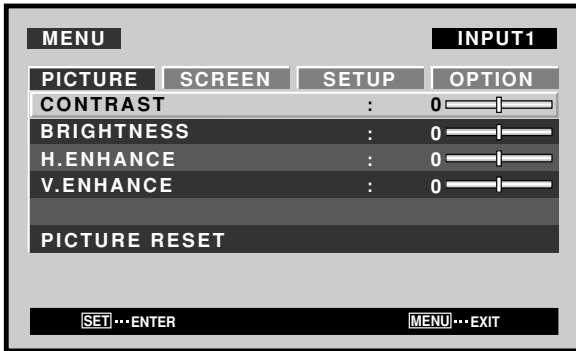 MENU INPUT1
PICTURE SCREEN SETUP OPTION
CONTRAST : 0
BRIGHTNESS : 0
H.ENHANCE : 0
V.ENHANCE : 0
PICTURE RESET
SET ··· ENTER MENU ··· EXIT